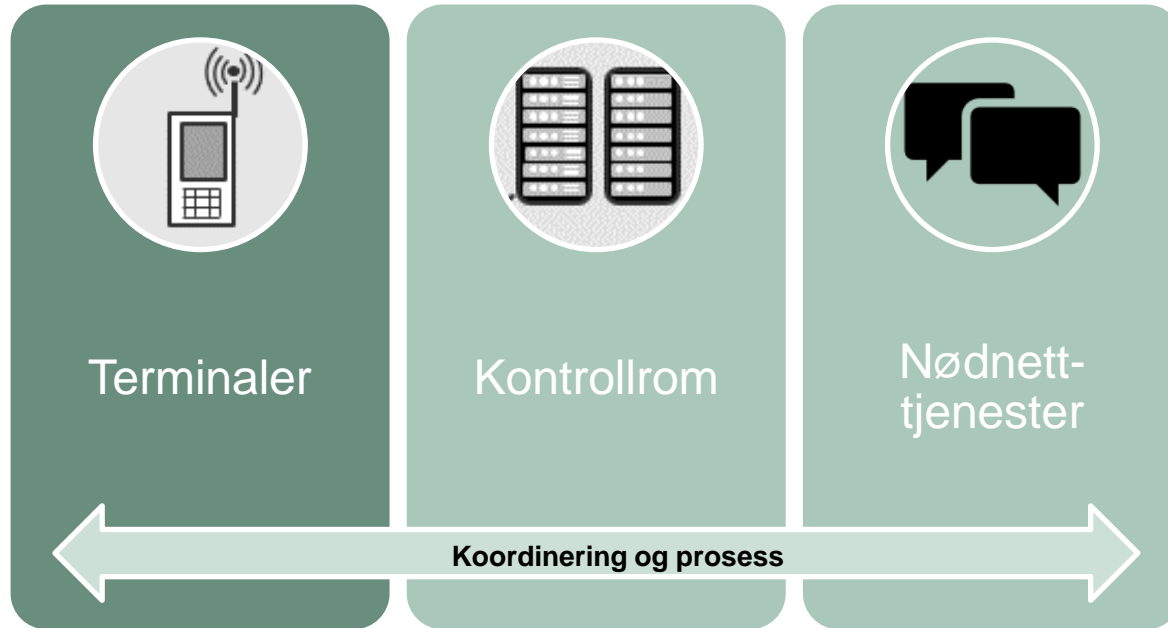 Terminaler
Kontrollrom
Nødnett-
tjenester
Koordinering og prosess